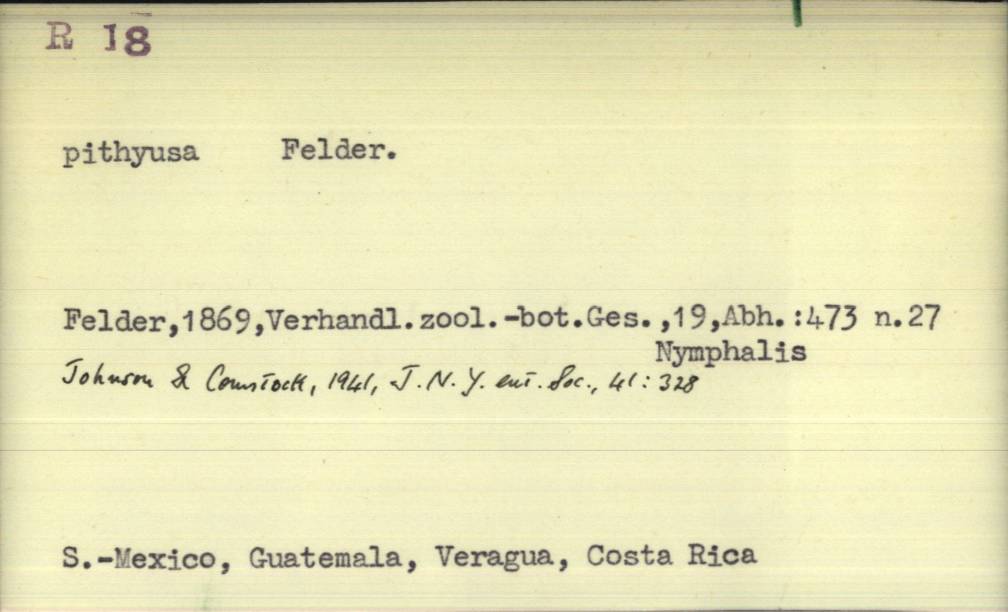 R 18
pithyusa Felder.
Felder,1869,Verhandl.zool.-bot.Ges.,19,Abh.:473 n.27
Nymphalis
Johnson & Comstock, 1941, J. N. Y. ent. Soc., 41: 328
S.-Mexico, Guatemala, Veragua, Costa Rica